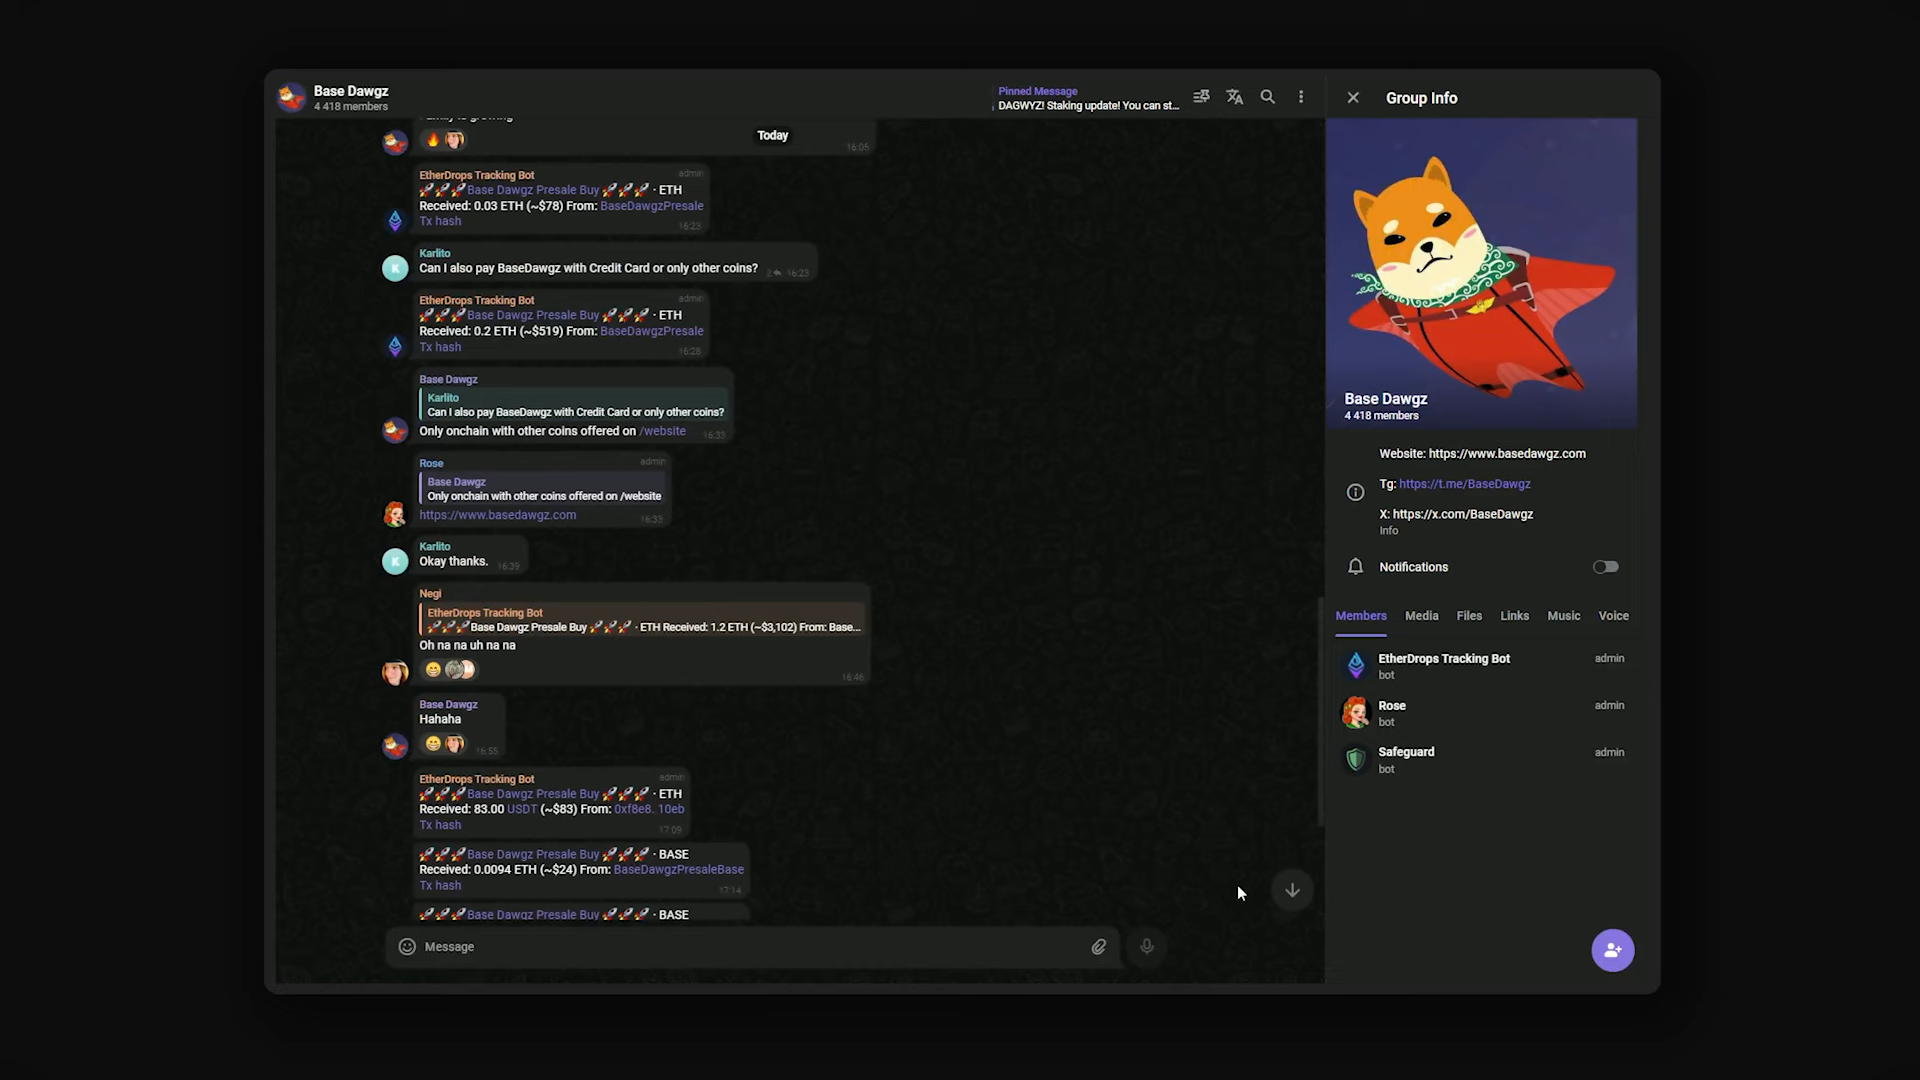 Base Dawgz
4 418 members
Pinned Message
DAGWYZ! Staking update! You can st...
Today
16:05
EtherDrops Tracking Bot admin
🚀🚀🚀Base Dawgz Presale Buy 🚀🚀🚀 · ETH
Received: 0.03 ETH (~$78) From: BaseDawgzPresale
Tx hash
16:23
Karlito
Can I also pay BaseDawgz with Credit Card or only other coins? 2 16:23
EtherDrops Tracking Bot admin
🚀🚀🚀Base Dawgz Presale Buy 🚀🚀🚀 · ETH
Received: 0.2 ETH (~$519) From: BaseDawgzPresale
Tx hash
16:28
Base Dawgz
Karlito
Can I also pay BaseDawgz with Credit Card or only other coins?
Only onchain with other coins offered on /website 16:33
Rose admin
Base Dawgz
Only onchain with other coins offered on /website
https://www.basedawgz.com 16:33
K
Karlito
Okay thanks. 16:39
Negi
EtherDrops Tracking Bot
🚀🚀🚀Base Dawgz Presale Buy 🚀🚀🚀 · ETH Received: 1.2 ETH (~$3,102) From: Base...
Oh na na uh na na
16:46
Base Dawgz
Hahaha
16:55
EtherDrops Tracking Bot admin
🚀🚀🚀Base Dawgz Presale Buy 🚀🚀🚀 · ETH
Received: 83.00 USDT (~$83) From: 0xf8e8..10eb
Tx hash
17:09
🚀🚀🚀Base Dawgz Presale Buy 🚀🚀🚀 · BASE
Received: 0.0094 ETH (~$24) From: BaseDawgzPresaleBase
Tx hash
17:14
🚀🚀🚀Base Dawgz Presale Buy 🚀🚀🚀 · BASE
Message
Group Info
Base Dawgz
4 418 members
Website: https://www.basedawgz.com
Tg: https://t.me/BaseDawgz
X: https://x.com/BaseDawgz
Info
Notifications
Members Media Files Links Music Voice
EtherDrops Tracking Bot admin
bot
Rose admin
bot
Safeguard admin
bot